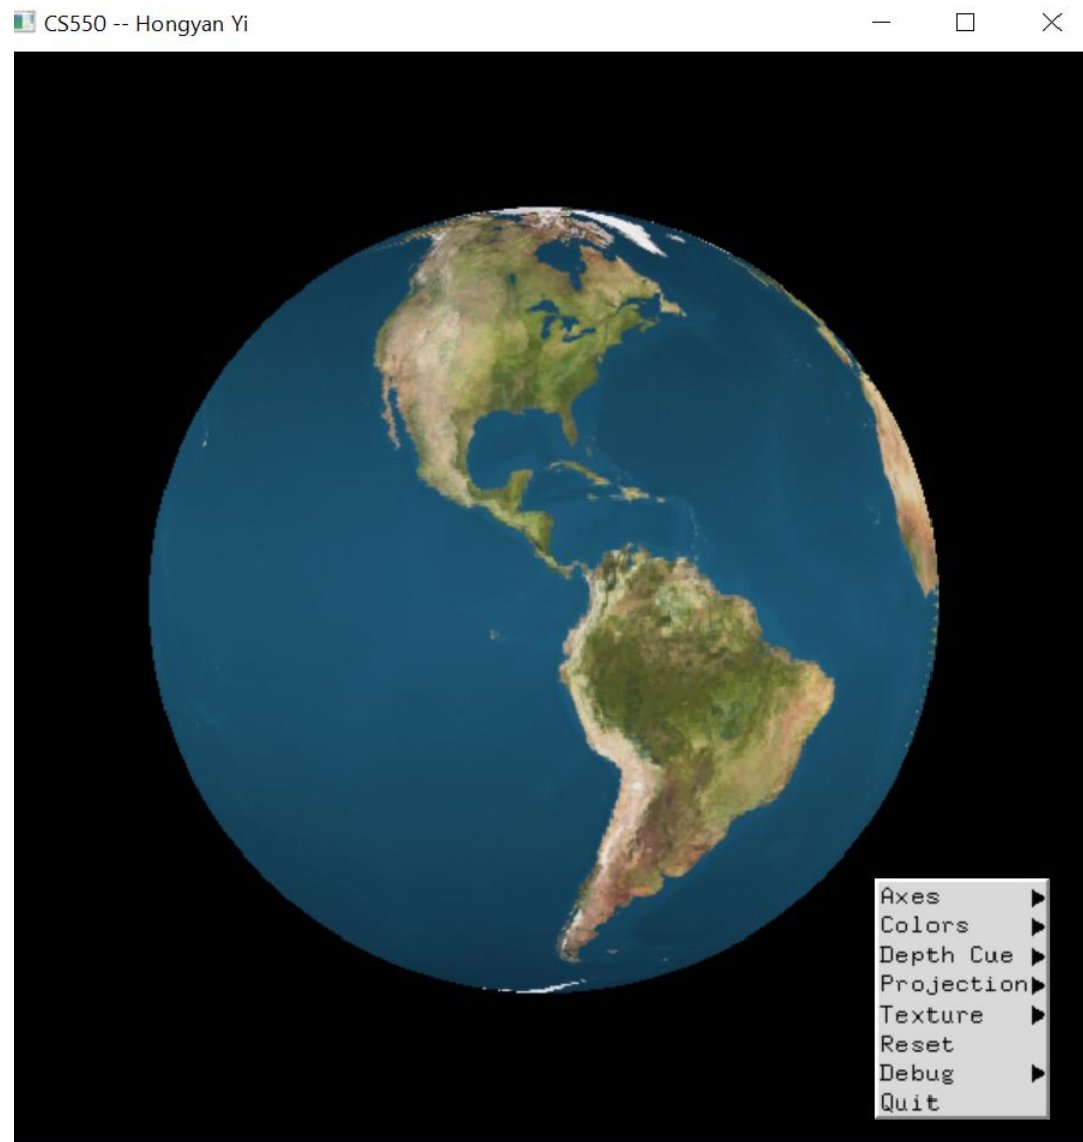 CS550 -- Hongyan Yi
Axes
Colors
Depth Cue
Projection
Texture
Reset
Debug
Quit